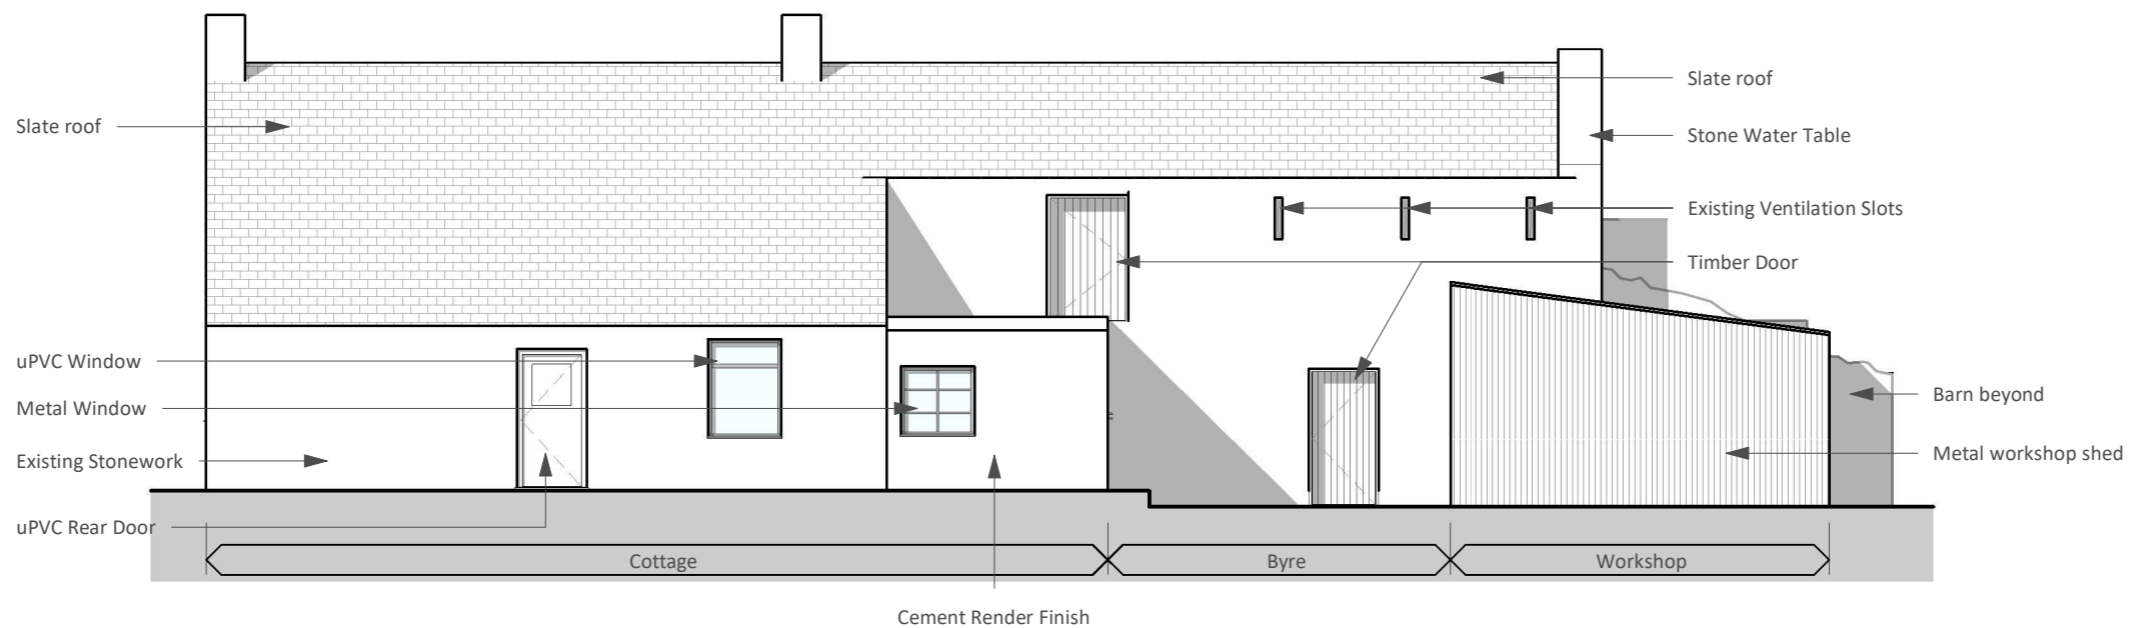 Slate roof
Slate roof
Stone Water Table
Existing Ventilation Slots
Timber Door
uPVC Window
Metal Window
Barn beyond
Existing Stonework
Metal workshop shed
uPVC Rear Door
Cottage
Byre
Workshop
Cement Render Finish